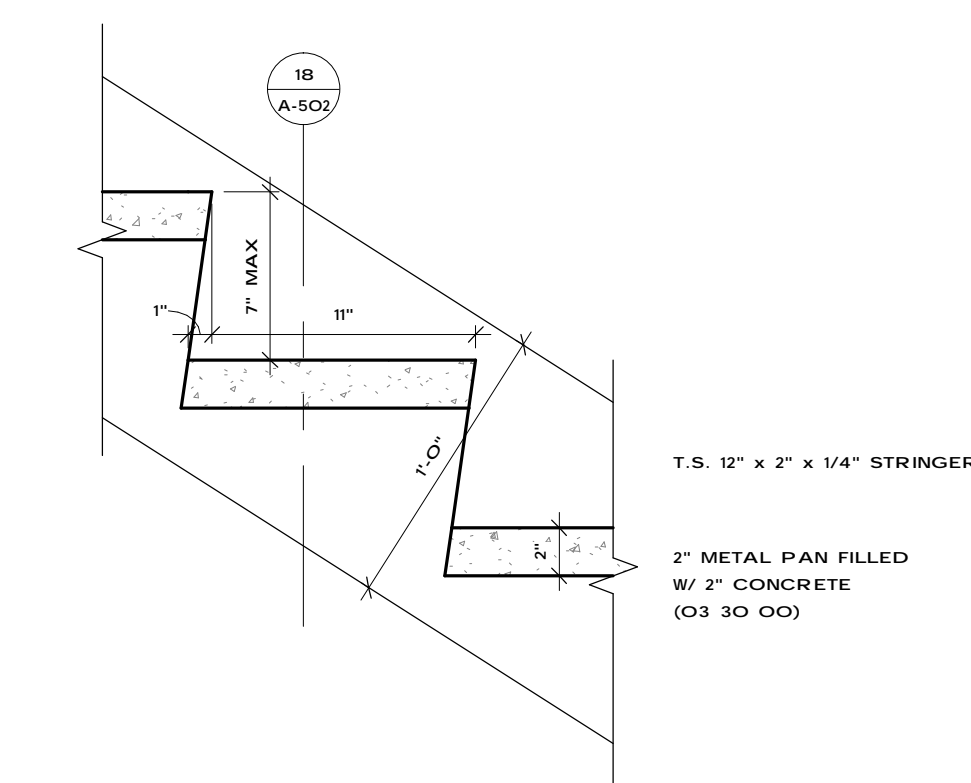 18
A-502
7" MAX
1"
11"
1'-0"
T.S. 12" x 2" x 1/4" STRINGER
2"
2" METAL PAN FILLED
W/ 2" CONCRETE
(03 30 00)